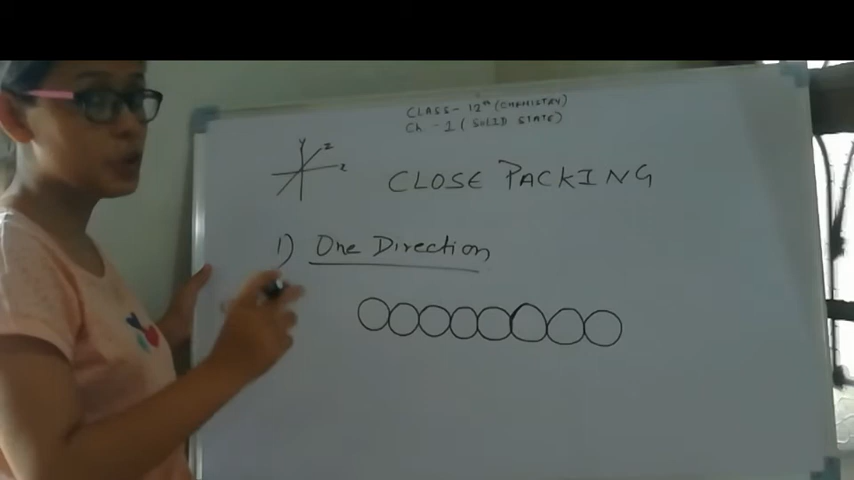 CLASS - 12th (CHEMISTRY)
Ch - 1 ( SOLID STATE )
Y
Z
CLOSE PACKING
1) One Direction